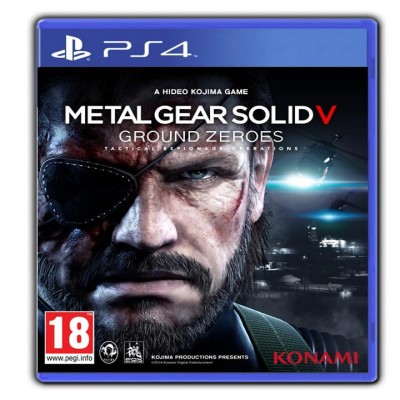 PS4
A HIDEO KOJIMA GAME
METAL GEAR SOLID V
GROUND ZEROES
TACTICAL ESPIONAGE OPERATIONS
18
www.pegi.info
KOJIMA PRODUCTIONS PRESENTS
KONAMI